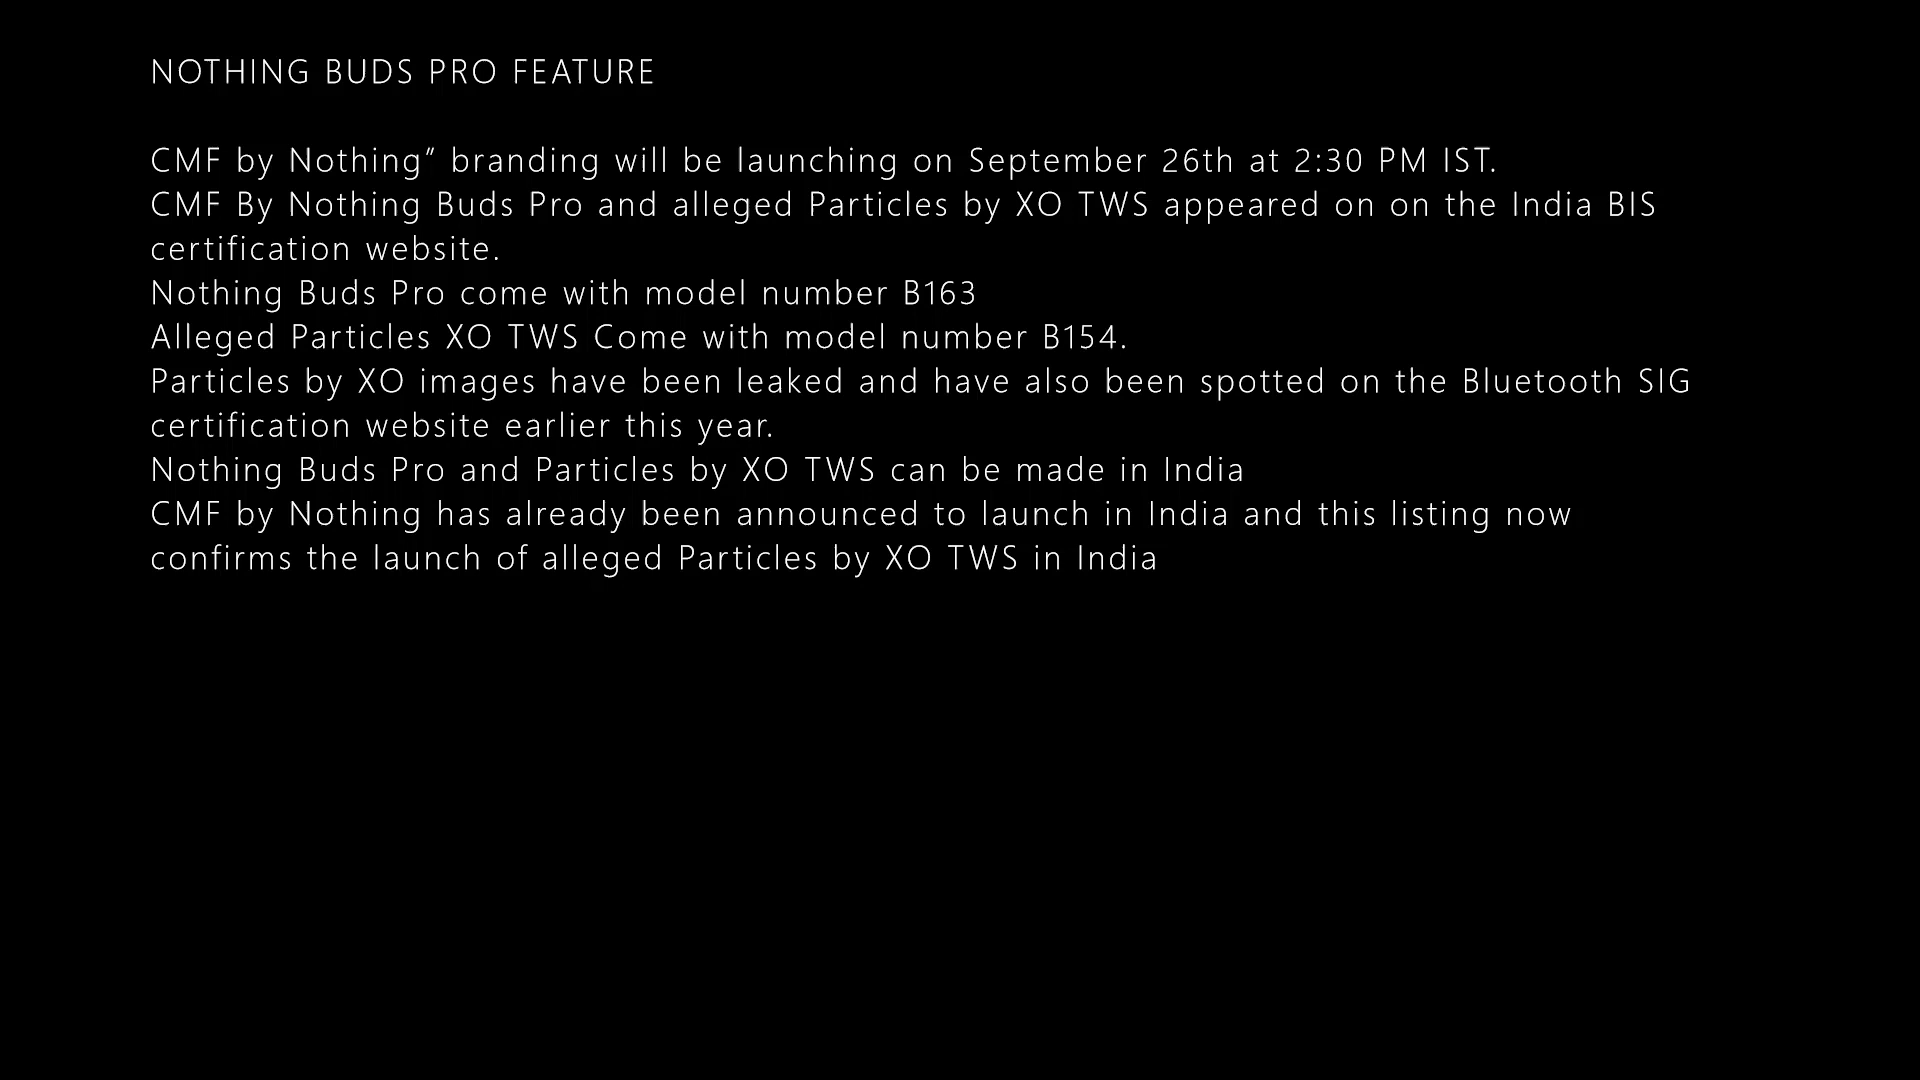 NOTHING BUDS PRO FEATURE
CMF by Nothing” branding will be launching on September 26th at 2:30 PM IST.
CMF By Nothing Buds Pro and alleged Particles by XO TWS appeared on on the India BIS
certification website.
Nothing Buds Pro come with model number B163
Alleged Particles XO TWS Come with model number B154.
Particles by XO images have been leaked and have also been spotted on the Bluetooth SIG
certification website earlier this year.
Nothing Buds Pro and Particles by XO TWS can be made in India
CMF by Nothing has already been announced to launch in India and this listing now
confirms the launch of alleged Particles by XO TWS in India